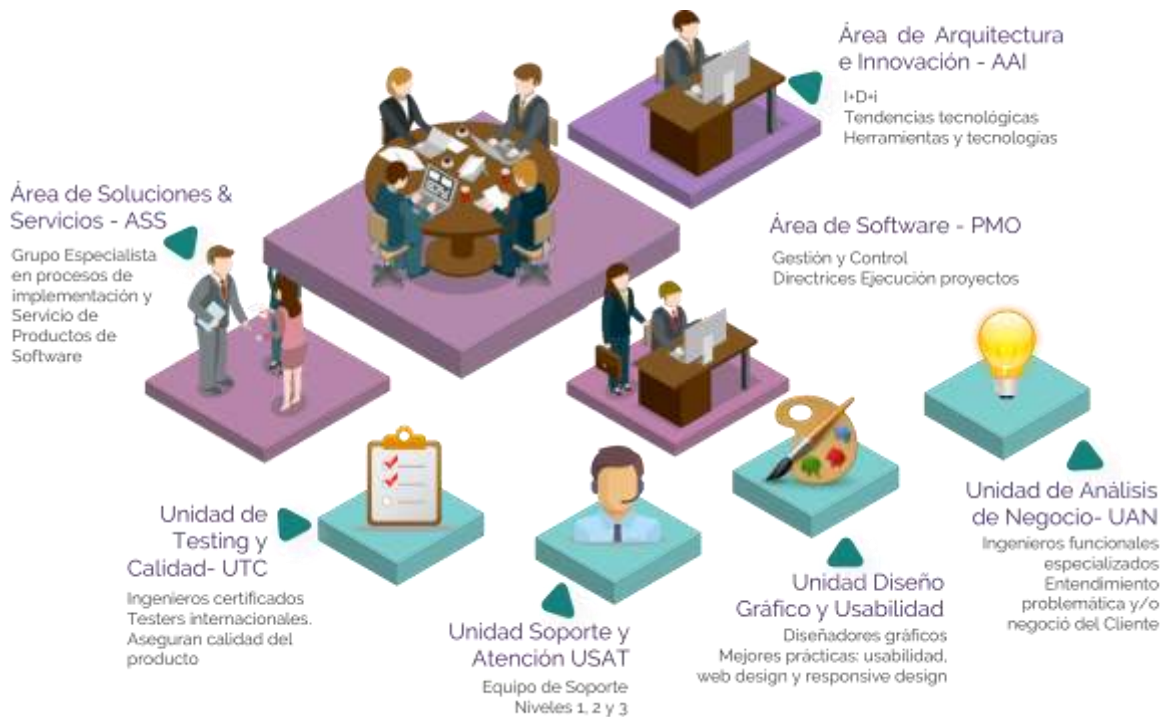 Área de Arquitectura
e Innovación - AAI
I+D+i
Tendencias tecnológicas
Herramientas y tecnologías
Área de Soluciones &
Servicios - ASS
Grupo Especialista
en procesos de
implementación y
Servicio de
Productos de
Software
Área de Software - PMO
Gestión y Control
Directrices Ejecución proyectos
Unidad de
Testing y
Calidad- UTC
Ingenieros certificados
Testers internacionales.
Aseguran calidad del
producto
Unidad Soporte y
Atención USAT
Equipo de Soporte
Niveles 1, 2 y 3
Unidad Diseño
Gráfico y Usabilidad
Diseñadores gráficos
Mejores prácticas: usabilidad,
web design y responsive design
Unidad de Análisis
de Negocio- UAN
Ingenieros funcionales
especializados
Entendimiento
problemática y/o
negoció del Cliente